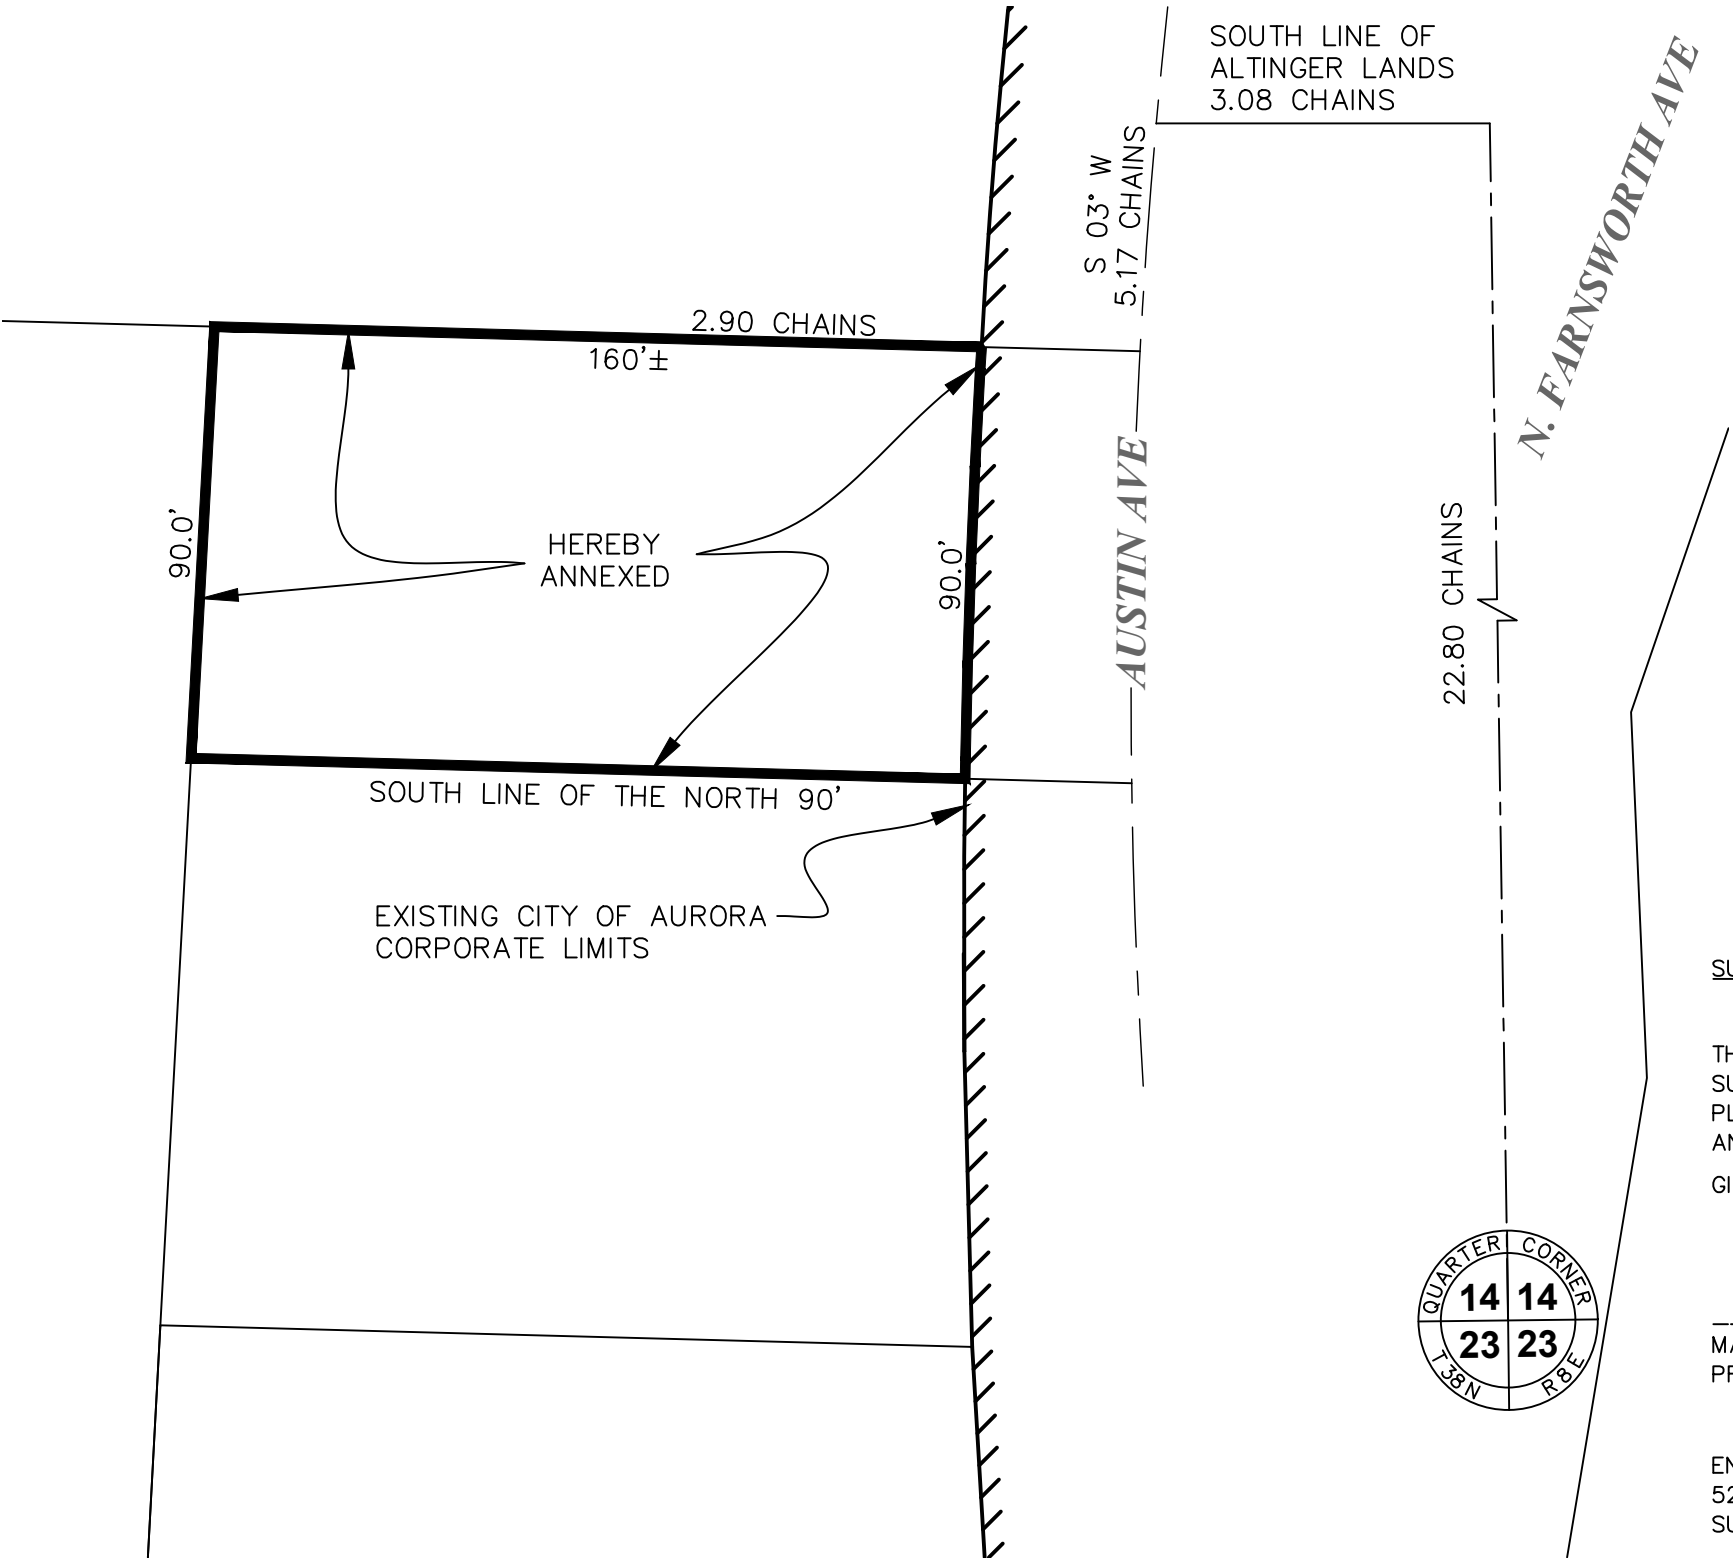 SOUTH LINE OF
ALTINGER LANDS
3.08 CHAINS
N. FARNSWORTH AVE
S 03° W
5.17 CHAINS
2.90 CHAINS
160'±
90.0'
HEREBY
ANNEXED
90.0'
AUSTIN AVE
22.80 CHAINS
SOUTH LINE OF THE NORTH 90'
EXISTING CITY OF AURORA
CORPORATE LIMITS
QUARTER CORNER
14 14
23 23
T38N R8E